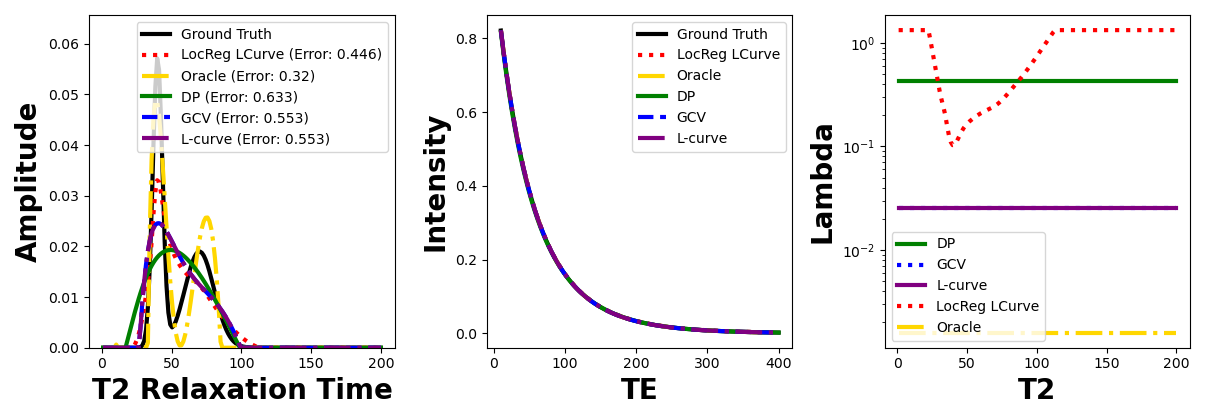 Amplitude
0.06
0.05
0.04
0.03
0.02
0.01
0.00
0
50
100
150
200
T2 Relaxation Time
Ground Truth
LocReg LCurve (Error: 0.446)
Oracle (Error: 0.32)
DP (Error: 0.633)
GCV (Error: 0.553)
L-curve (Error: 0.553)
Intensity
0.8
0.6
0.4
0.2
0.0
0
100
200
300
400
TE
Ground Truth
LocReg LCurve
Oracle
DP
GCV
L-curve
Lambda
10⁰
10⁻¹
10⁻²
0
50
100
150
200
T2
DP
GCV
L-curve
LocReg LCurve
Oracle